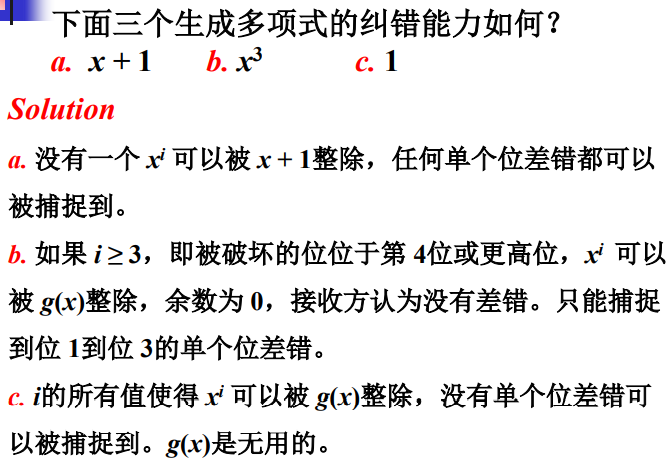 下面三个生成多项式的纠错能力如何?
a. x + 1 b. x³ c. 1
Solution
a. 没有一个 xⁱ 可以被 x + 1整除，任何单个位差错都可以
被捕捉到。
b. 如果 i ≥ 3，即被破坏的位位于第 4位或更高位，xⁱ 可以
被 g(x)整除，余数为 0，接收方认为没有差错。只能捕捉
到位 1到位 3的单个位差错。
c. i的所有值使得 xⁱ 可以被 g(x)整除，没有单个位差错可
以被捕捉到。g(x)是无用的。